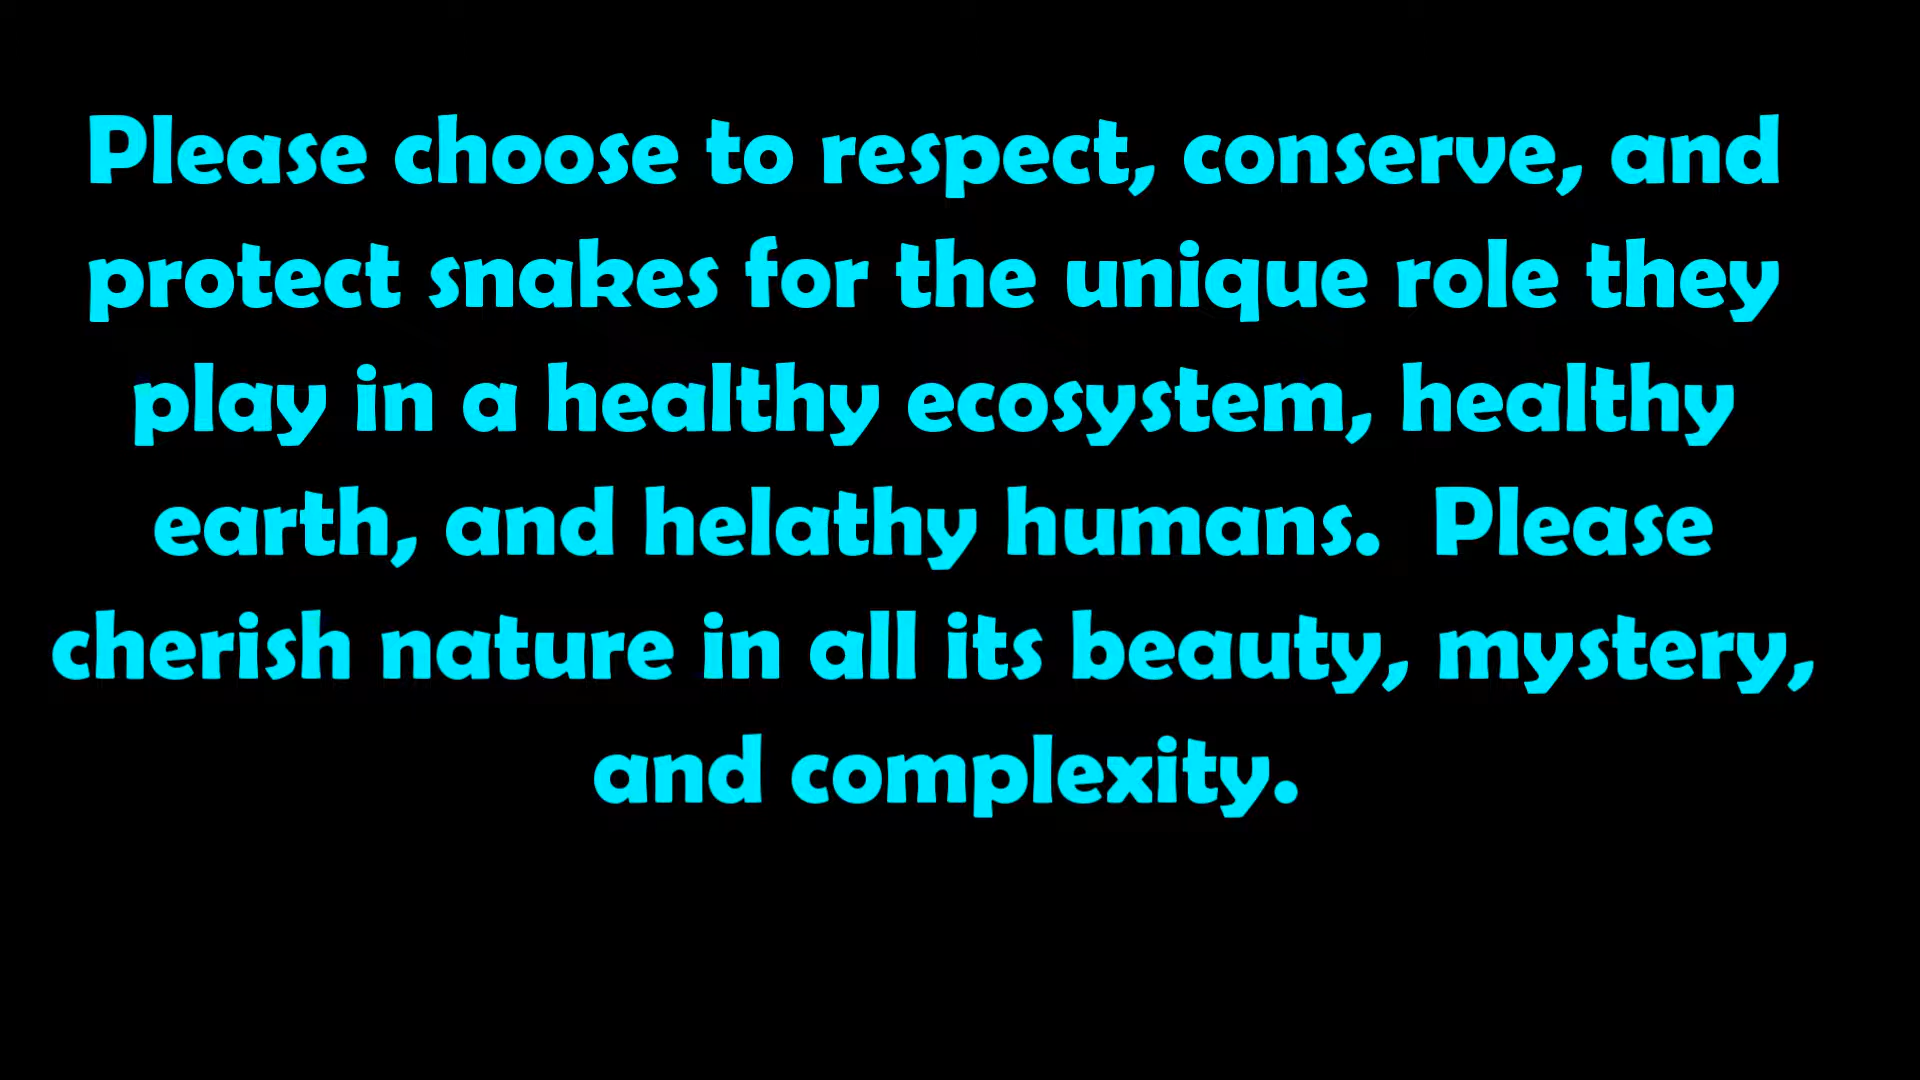 Please choose to respect, conserve, and
protect snakes for the unique role they
play in a healthy ecosystem, healthy
earth, and helathy humans.  Please
cherish nature in all its beauty, mystery,
and complexity.